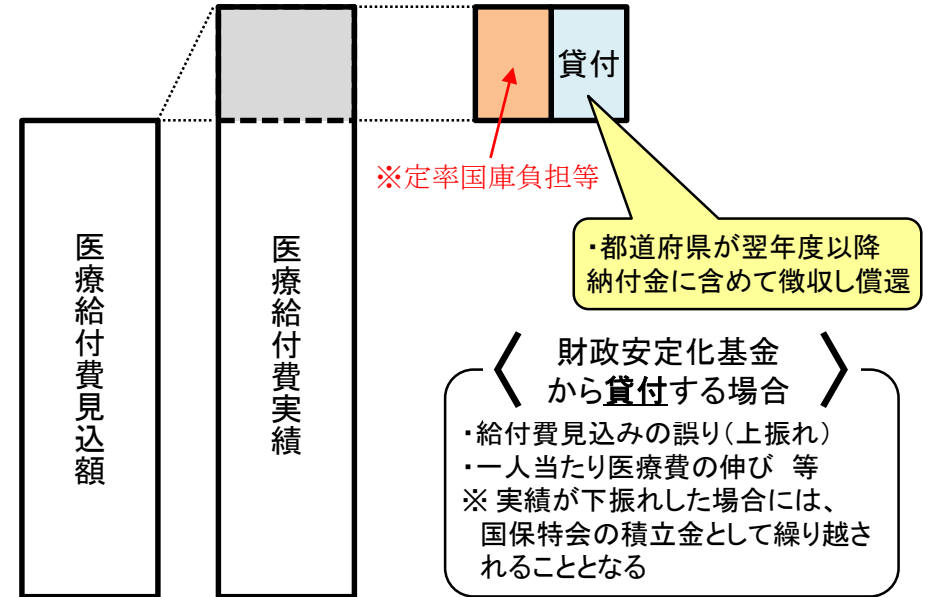 医療給付費見込額
医療給付費実績
貸付
※定率国庫負担等
・都道府県が翌年度以降
納付金に含めて徴収し償還
〈 財政安定化基金
から貸付する場合 〉
・給付費見込みの誤り(上振れ)
・一人当たり医療費の伸び 等
※ 実績が下振れした場合には、
国保特会の積立金として繰り越さ
れることとなる